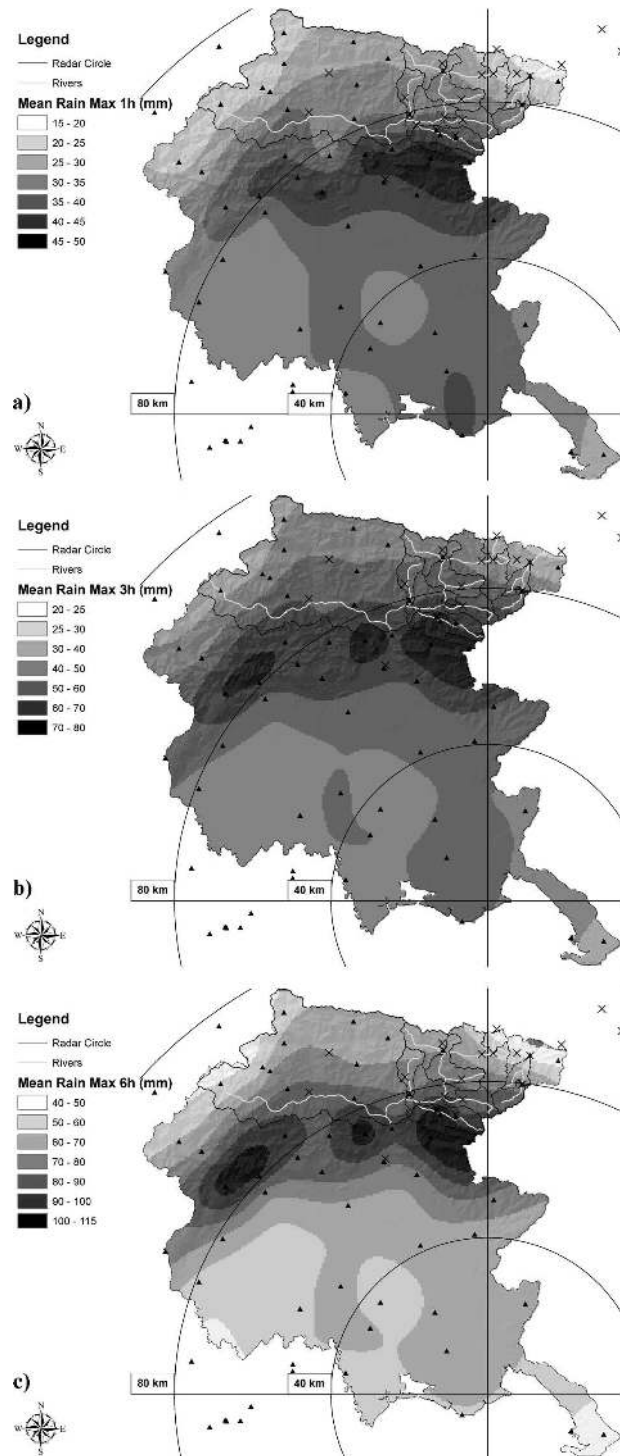 Legend
Radar Circle
Rivers
Mean Rain Max 1h (mm)
15 - 20
20 - 25
25 - 30
30 - 35
35 - 40
40 - 45
45 - 50
80 km
40 km
a)
N
W
E
S
Legend
Radar Circle
Rivers
Mean Rain Max 3h (mm)
20 - 25
25 - 30
30 - 40
40 - 50
50 - 60
60 - 70
70 - 80
80 km
40 km
b)
N
W
E
S
Legend
Radar Circle
Rivers
Mean Rain Max 6h (mm)
40 - 50
50 - 60
60 - 70
70 - 80
80 - 90
90 - 100
100 - 115
80 km
40 km
c)
N
W
E
S